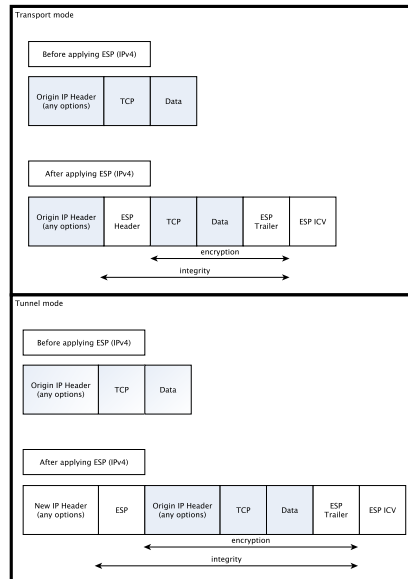 Transport mode
Before applying ESP (IPv4)
Origin IP Header
(any options)
TCP
Data
After applying ESP (IPv4)
Origin IP Header
(any options)
ESP
Header
TCP
Data
ESP
Trailer
ESP ICV
encryption
integrity
Tunnel mode
Before applying ESP (IPv4)
Origin IP Header
(any options)
TCP
Data
After applying ESP (IPv4)
New IP Header
(any options)
ESP
Origin IP Header
(any options)
TCP
Data
ESP
Trailer
ESP ICV
encryption
integrity